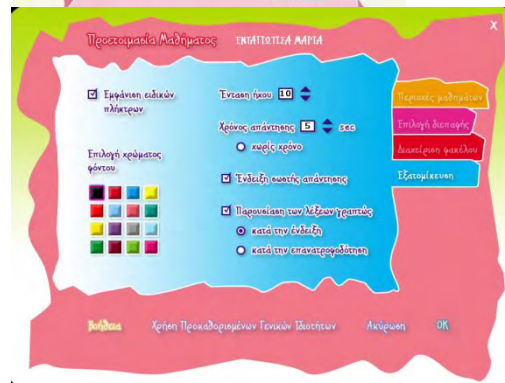 Προετοιμασία Μαθήματος
X
Εμφάνιση ειδικών
πλήκτρων
Ένταση ήχου 10
Χρόνος απάντησης 5 sec
χωρίς χρόνο
Επιλογή χρώματος
φόντου
Ένδειξη σωστής απάντησης
Παρουσίαση των λέξεων γραπτώς
κατά την ένδειξη
κατά την επανατροφοδότηση
Περιοχές μαθημάτων
Επιλογή διεπαφής
Διαχείριση φακέλου
Εξατομίκευση
Βοήθεια
Χρήση Προκαθορισμένων Γενικών Ιδιοτήτων
Ακύρωση
OK